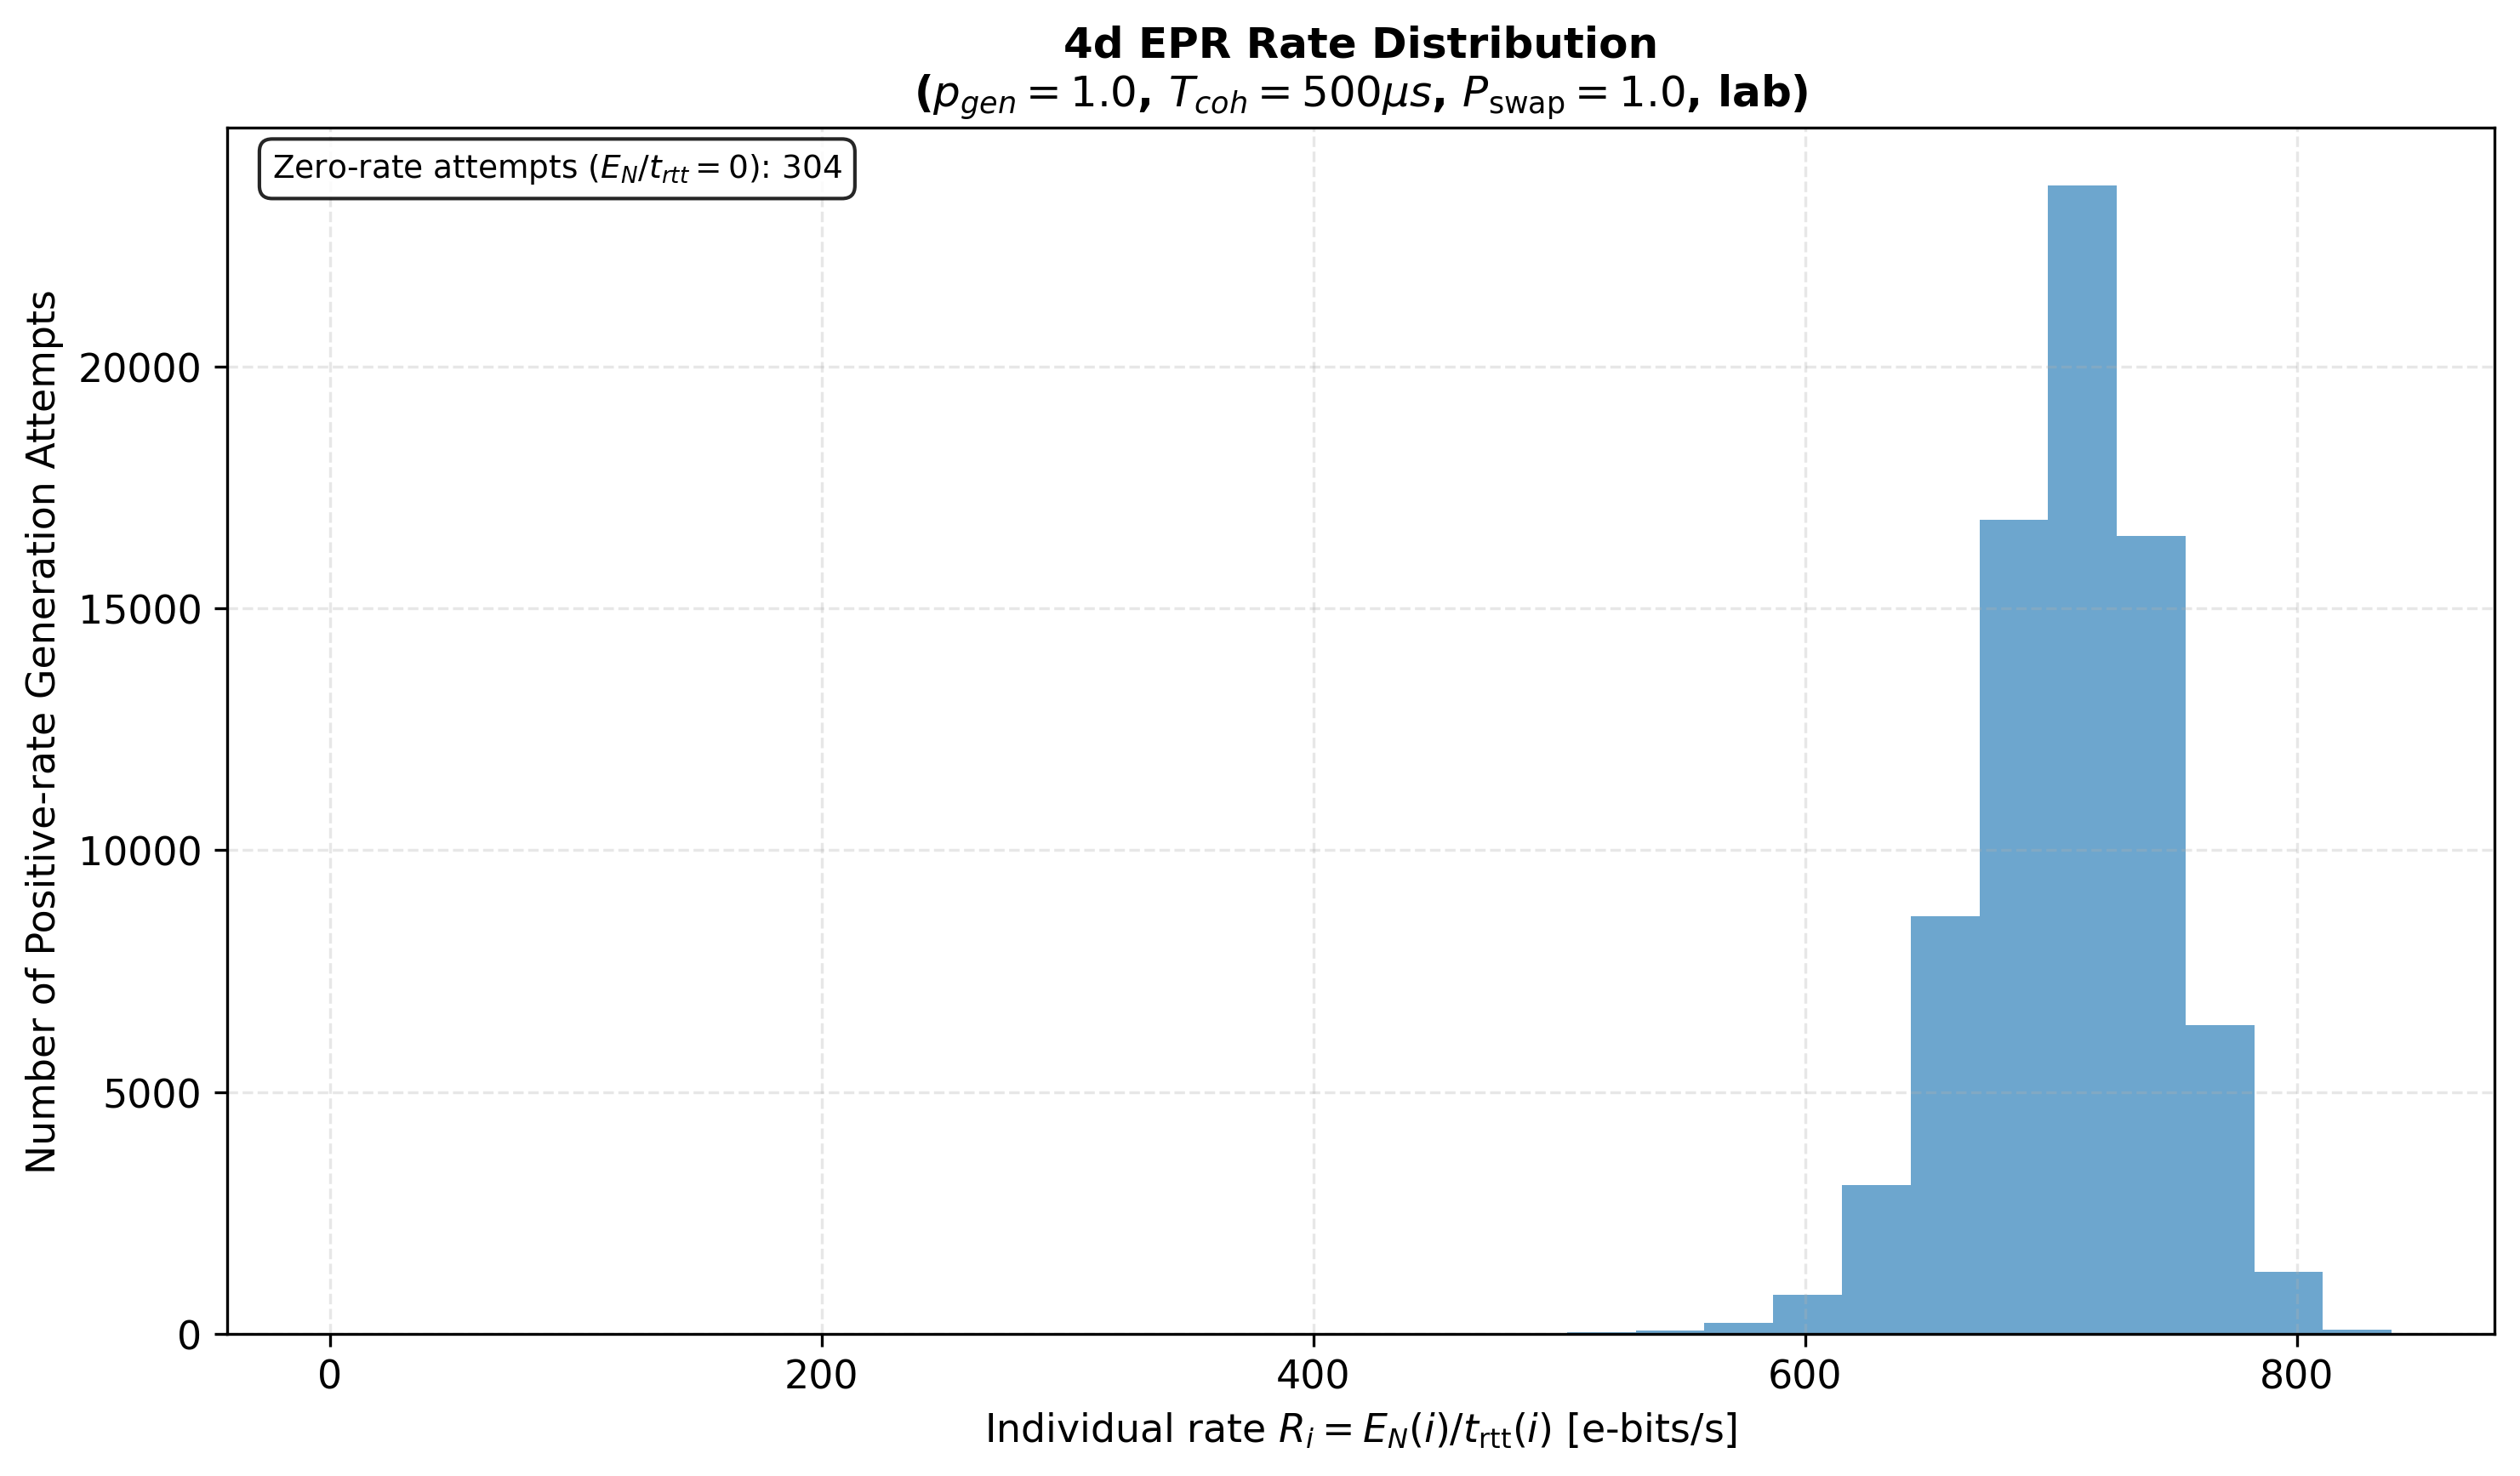 4d EPR Rate Distribution
(p_gen = 1.0, T_coh = 500μs, P_swap = 1.0, lab)
Zero-rate attempts (E_N/t_rtt = 0): 304
Number of Positive-rate Generation Attempts
20000
15000
10000
5000
0
0 200 400 600 800
Individual rate R_i = E_N(i)/t_rtt(i) [e-bits/s]